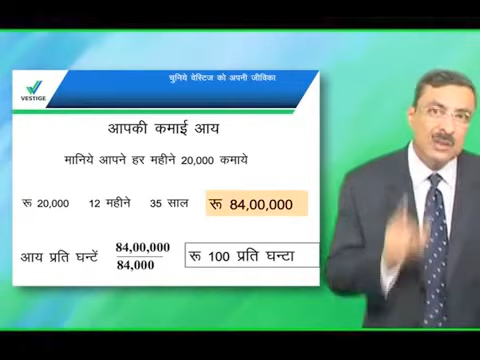 चुनिये वेस्टिज को अपनी जीविका
VESTIGE
आपकी कमाई आय
मानिये आपने हर महीने 20,000 कमाये
रू 20,000 12 महीने 35 साल रू 84,00,000
आय प्रति घन्टें 84,00,000 रू 100 प्रति घन्टा
84,000